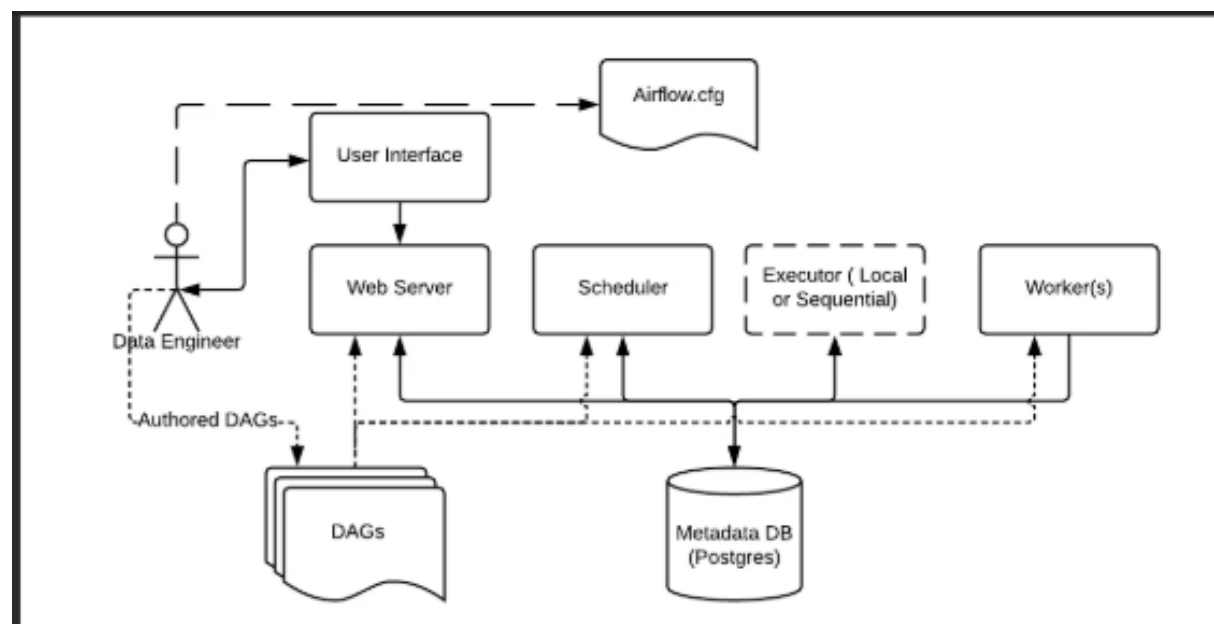 Airflow.cfg
User Interface
Web Server
Scheduler
Executor ( Local
or Sequential)
Worker(s)
Data Engineer
Authored DAGs
DAGs
Metadata DB
(Postgres)